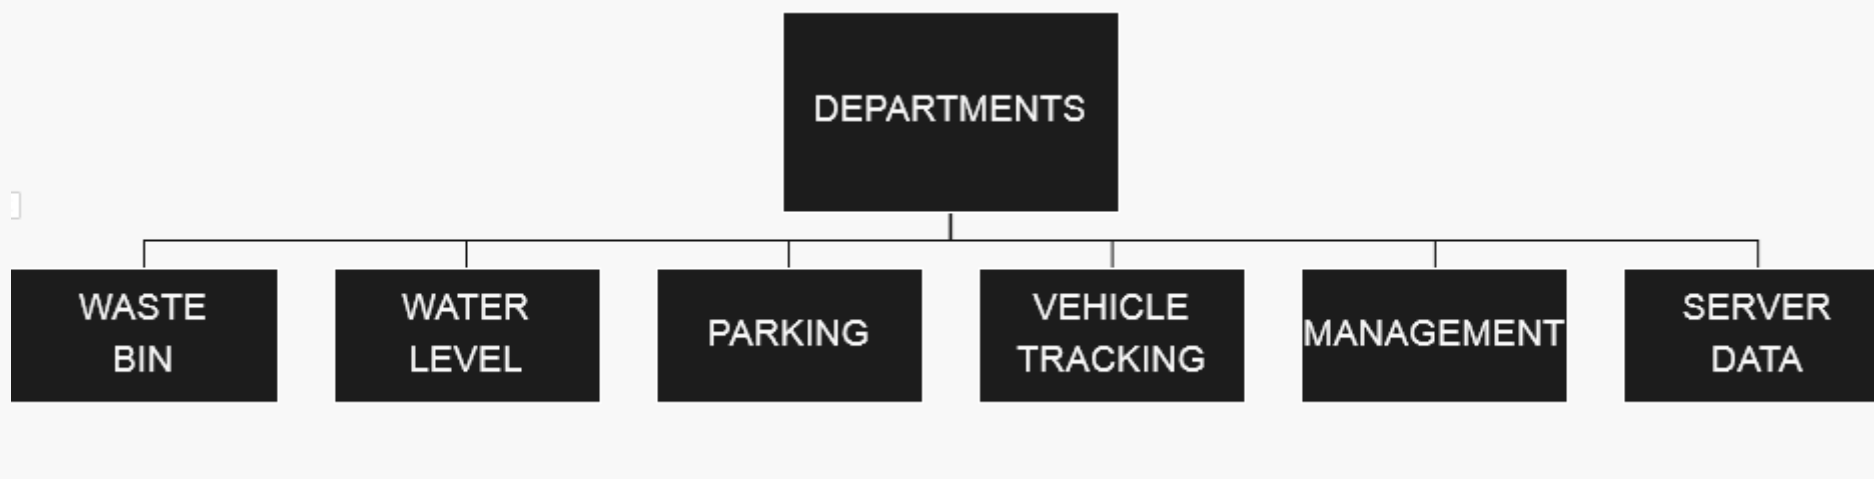 DEPARTMENTS
WASTE
BIN
WATER
LEVEL
PARKING
VEHICLE
TRACKING
MANAGEMENT
SERVER
DATA